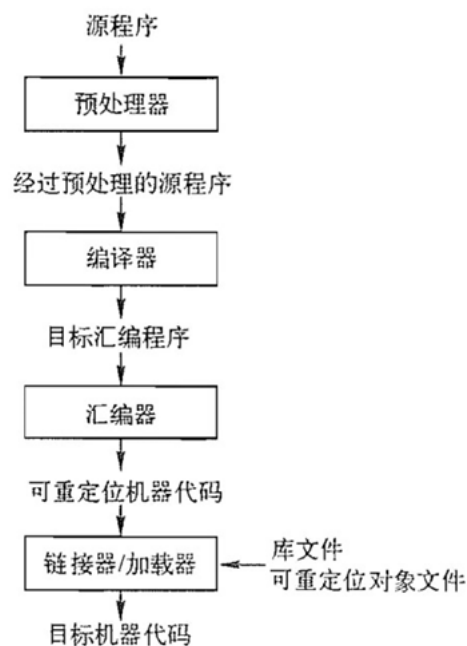 源程序
预处理器
经过预处理的源程序
编译器
目标汇编程序
汇编器
可重定位机器代码
链接器/加载器
库文件
可重定位对象文件
目标机器代码